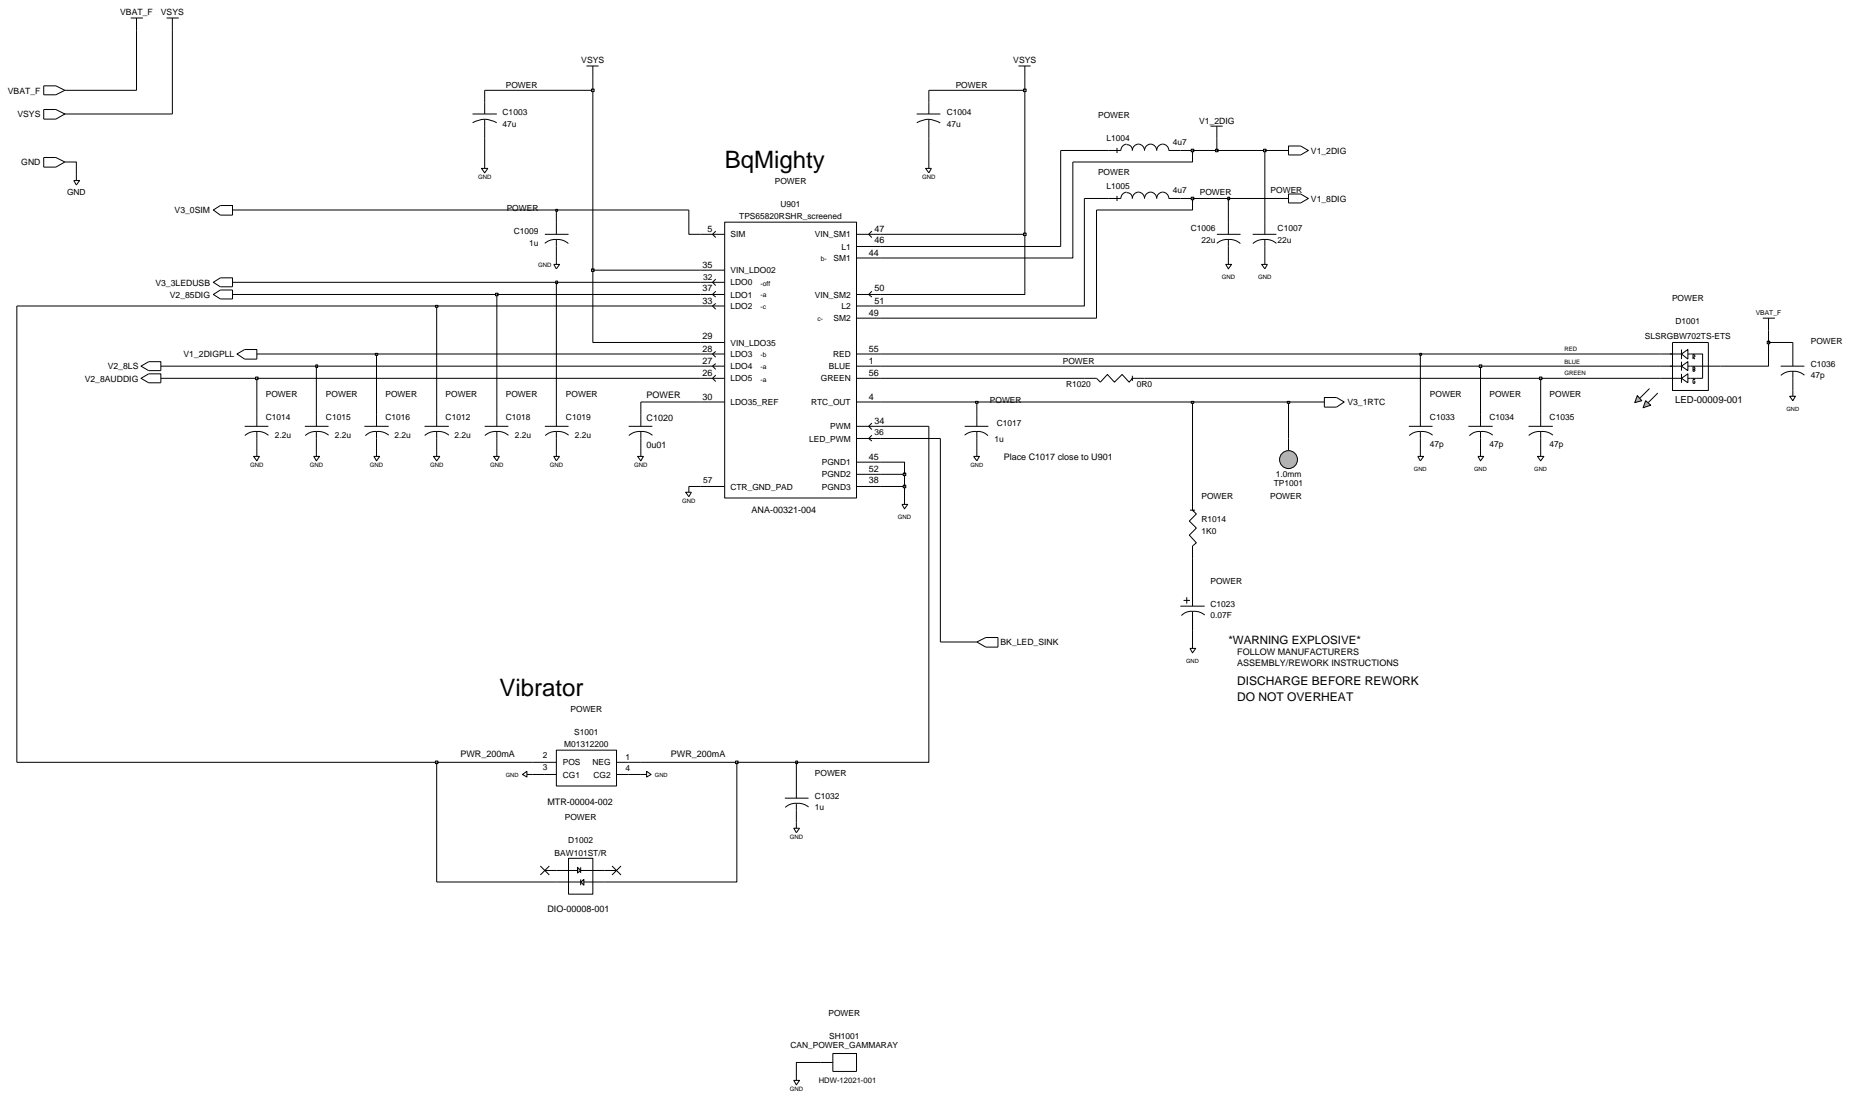 VBAT_F VSYS
VBAT_F
VSYS
GND
GND
VSYS
POWER
C1003
47u
GND
VSYS
POWER
C1004
47u
GND
BqMighty
POWER
U901
TPS65820RSHR_screened
POWER
L1004
4u7
V1_2DIG
V1_2DIG
POWER
L1005
4u7
POWER
POWER
V1_8DIG
C1006
22u
GND
C1007
22u
GND
V3_0SIM
POWER
C1009
1u
GND
V3_3LEDUSB
V2_85DIG
V1_2DIGPLL
V2_8LS
V2_8AUDDIG
5 SIM
35 VIN_LDO02
32 LDO0 -off
37 LDO1 -a
33 LDO2 -c
29 VIN_LDO35
28 LDO3 -b
27 LDO4 -a
26 LDO5 -a
30 LDO35_REF
57 CTR_GND_PAD
GND
VIN_SM1 47
L1 46
b- SM1 44
VIN_SM2 50
L2 51
c- SM2 49
RED 55
BLUE 1
GREEN 56
RTC_OUT 4
PWM 34
LED_PWM 36
PGND1 45
PGND2 52
PGND3 38
GND
ANA-00321-004
POWER
C1014
2.2u
GND
POWER
C1015
2.2u
GND
POWER
C1016
2.2u
GND
POWER
C1012
2.2u
GND
POWER
C1018
2.2u
GND
POWER
C1019
2.2u
GND
POWER
C1020
0u01
GND
POWER
R1020
0R0
POWER
C1017
1u
GND
Place C1017 close to U901
V3_1RTC
1.0mm
TP1001
POWER
POWER
R1014
1K0
POWER
+
C1023
0.07F
GND
*WARNING EXPLOSIVE*
FOLLOW MANUFACTURERS
ASSEMBLY/REWORK INSTRUCTIONS
DISCHARGE BEFORE REWORK
DO NOT OVERHEAT
BK_LED_SINK
RED
BLUE
GREEN
POWER
D1001
SLSRGBW702TS-ETS
LED-00009-001
VBAT_F
POWER
C1036
47p
GND
POWER
C1033
47p
GND
POWER
C1034
47p
GND
POWER
C1035
47p
GND
Vibrator
POWER
S1001
M01312200
PWR_200mA 2 POS NEG 1 PWR_200mA
GND 3 CG1 CG2 4 GND
MTR-00004-002
POWER
C1032
1u
GND
POWER
D1002
BAW101ST/R
DIO-00008-001
POWER
SH1001
CAN_POWER_GAMMARAY
GND
HDW-12021-001